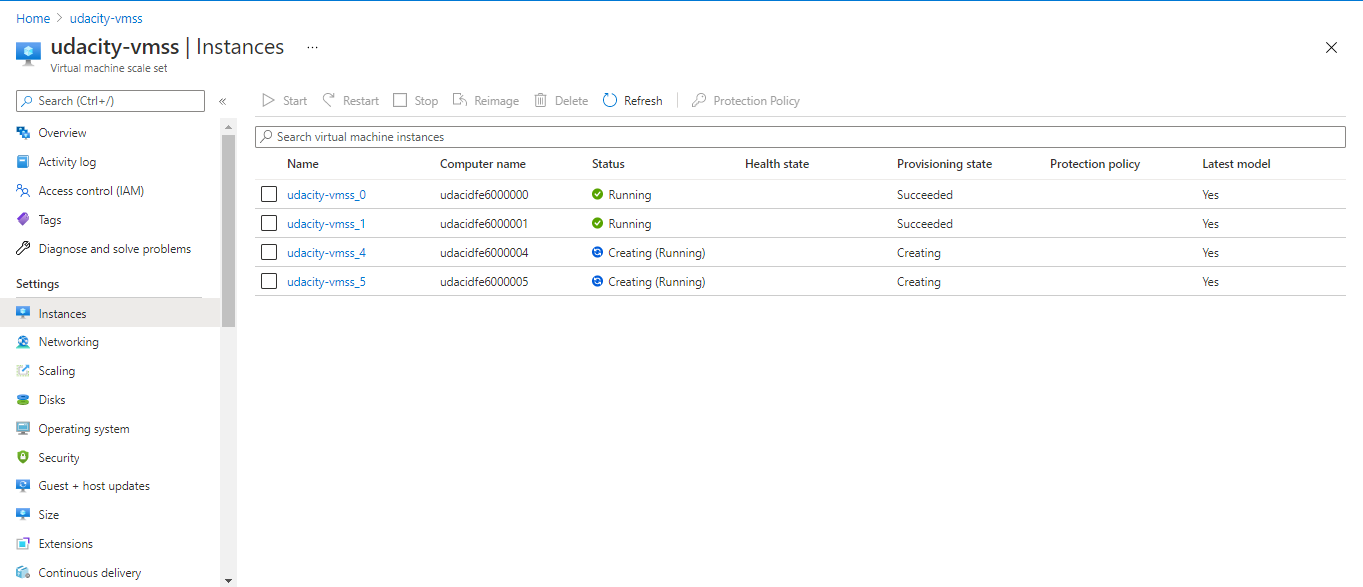 Home > udacity-vmss
udacity-vmss | Instances ...
Virtual machine scale set
Search (Ctrl+/) «
Start Restart Stop Reimage Delete Refresh Protection Policy
Search virtual machine instances
Overview
Activity log
Access control (IAM)
Tags
Diagnose and solve problems
Settings
Instances
Networking
Scaling
Disks
Operating system
Security
Guest + host updates
Size
Extensions
Continuous delivery
Name Computer name Status Health state Provisioning state Protection policy Latest model
udacity-vmss_0 udacidfe6000000 Running Succeeded Yes
udacity-vmss_1 udacidfe6000001 Running Succeeded Yes
udacity-vmss_4 udacidfe6000004 Creating (Running) Creating Yes
udacity-vmss_5 udacidfe6000005 Creating (Running) Creating Yes